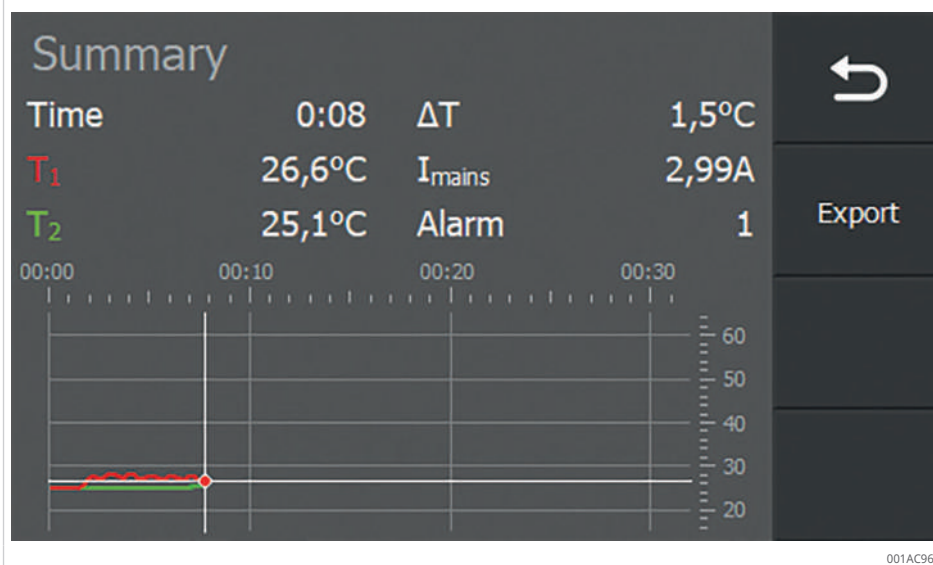 Summary
Time 0:08 ΔT 1,5°C
T1 26,6°C Imains 2,99A
T2 25,1°C Alarm 1
Export
00:00 00:10 00:20 00:30
60
50
40
30
20
001AC96